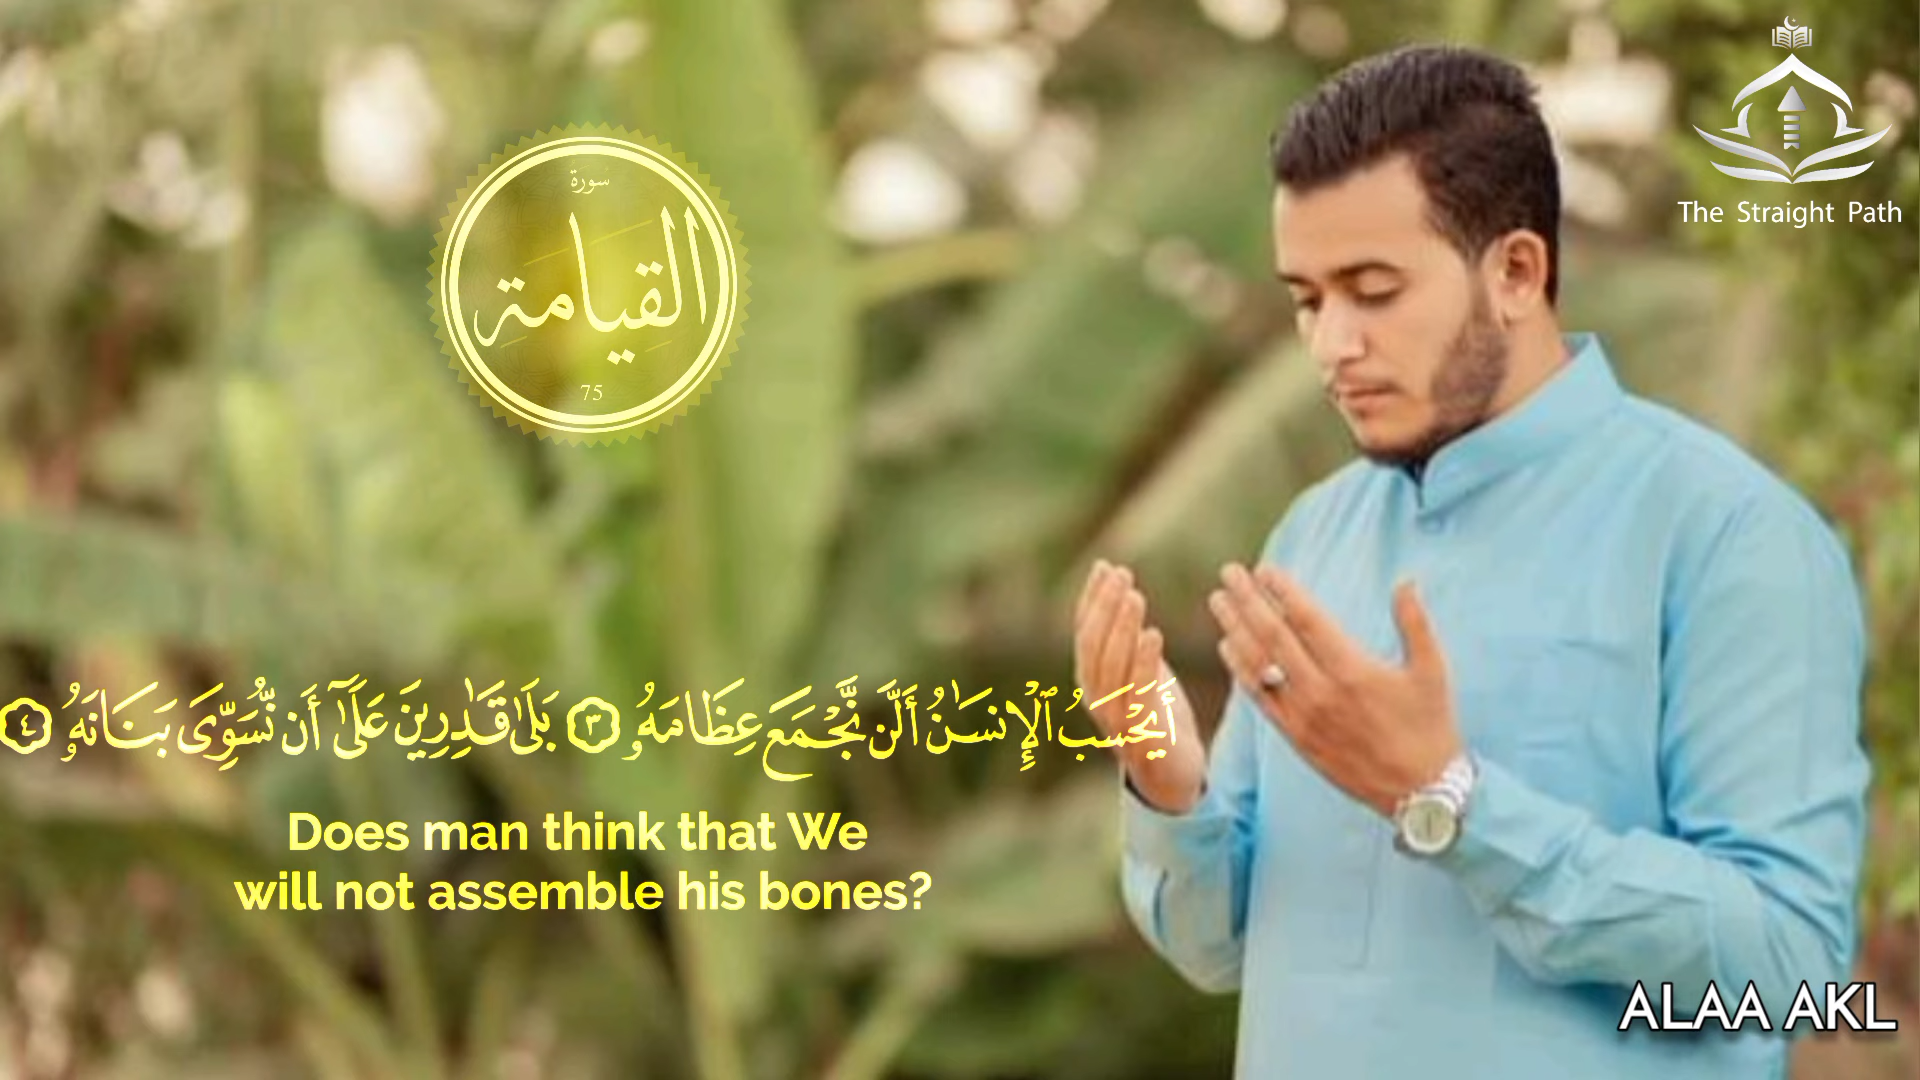 سورة
القيامة
75
The Straight Path
أَيَحْسَبُ ٱلْإِنسَـٰنُ أَلَّن نَّجْمَعَ عِظَامَهُۥ ٣ بَلَىٰ قَـٰدِرِينَ عَلَىٰٓ أَن نُّسَوِّىَ بَنَانَهُۥ ٤
Does man think that We
will not assemble his bones?
ALAA AKL